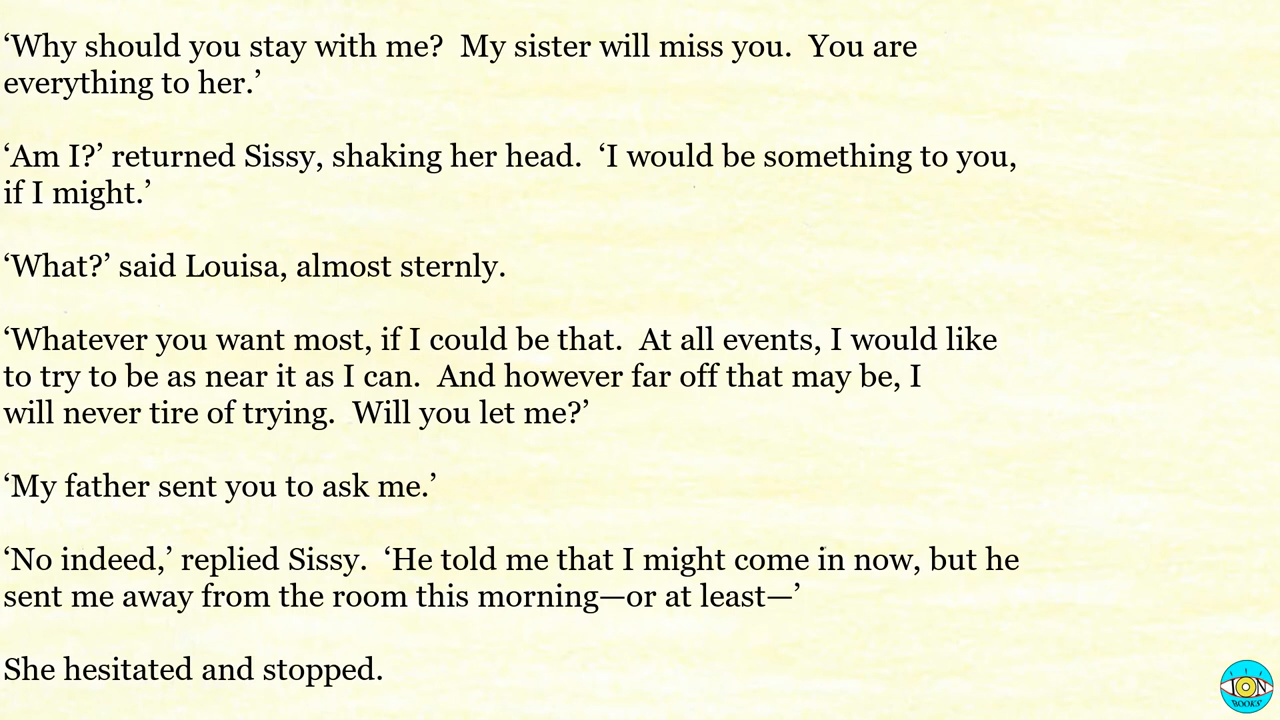 ‘Why should you stay with me?  My sister will miss you.  You are
everything to her.’
‘Am I?’ returned Sissy, shaking her head.  ‘I would be something to you,
if I might.’
‘What?’ said Louisa, almost sternly.
‘Whatever you want most, if I could be that.  At all events, I would like
to try to be as near it as I can.  And however far off that may be, I
will never tire of trying.  Will you let me?’
‘My father sent you to ask me.’
‘No indeed,’ replied Sissy.  ‘He told me that I might come in now, but he
sent me away from the room this morning—or at least—’
She hesitated and stopped.
ION
BOOKS